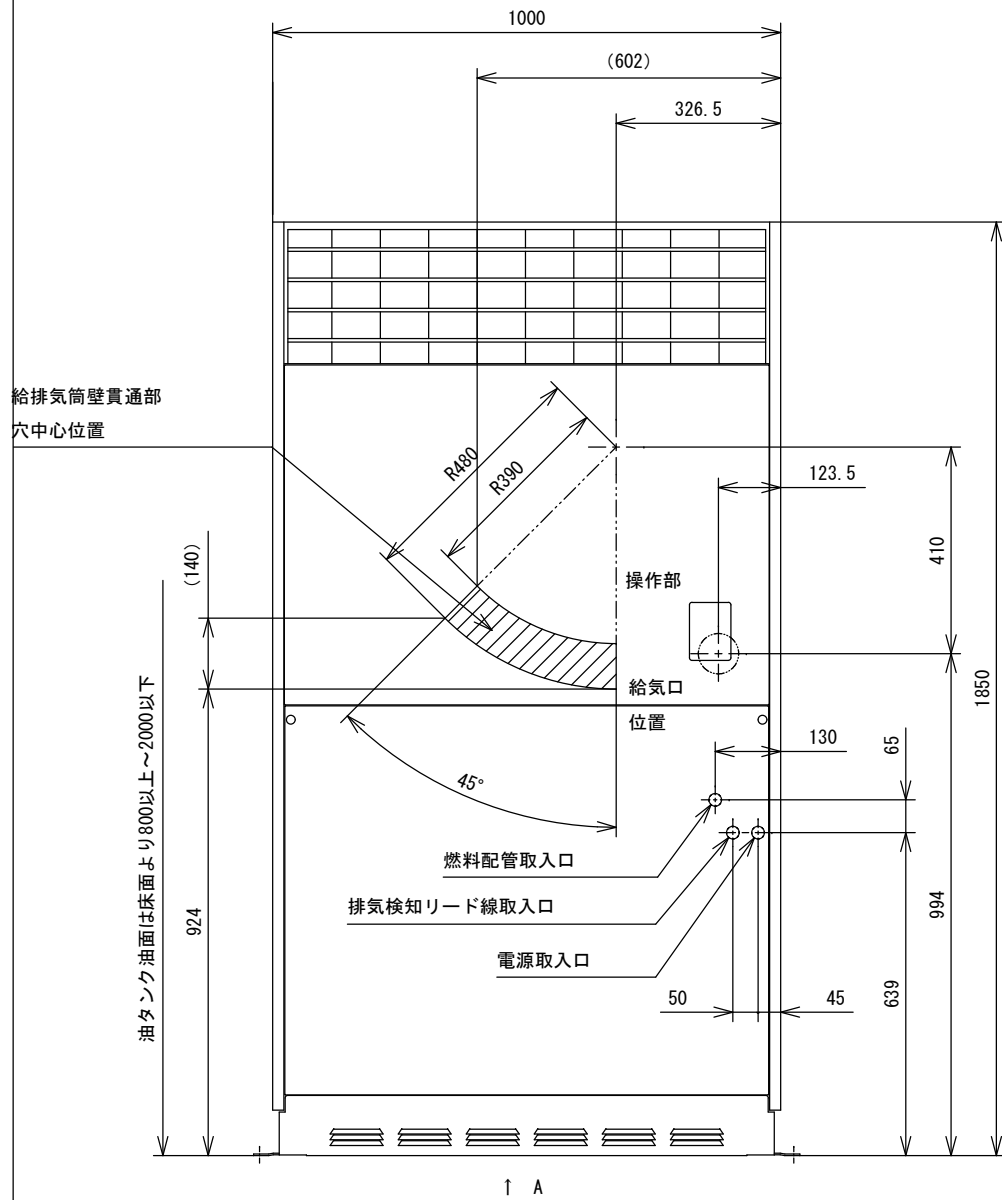 1000
(602)
326.5
給排気筒壁貫通部
穴中心位置
R480
R390
123.5
410
(140)
操作部
1850
給気口
位置
油タンク油面は床面より800以上～2000以下
130
65
45°
燃料配管取入口
924
排気検知リード線取入口
994
電源取入口
639
50
45
↑ A